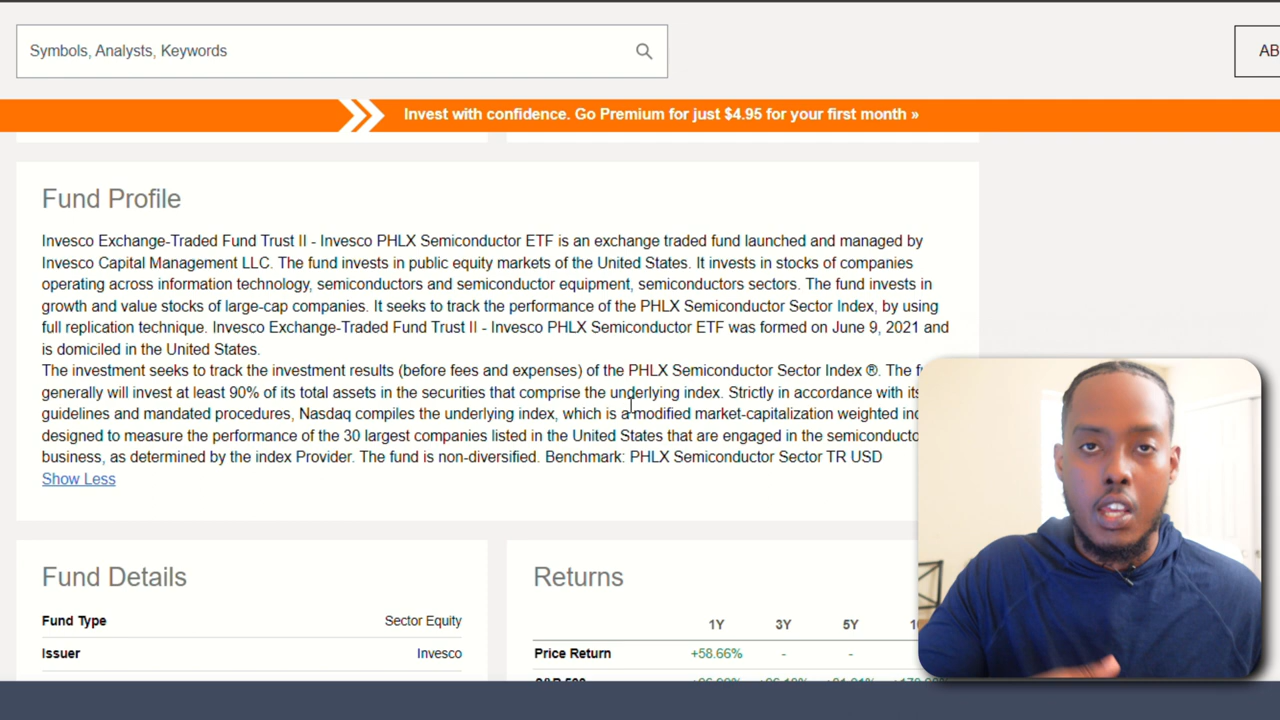 Symbols, Analysts, Keywords
AB
Invest with confidence. Go Premium for just $4.95 for your first month »
Fund Profile
Invesco Exchange-Traded Fund Trust II - Invesco PHLX Semiconductor ETF is an exchange traded fund launched and managed by
Invesco Capital Management LLC. The fund invests in public equity markets of the United States. It invests in stocks of companies
operating across information technology, semiconductors and semiconductor equipment, semiconductors sectors. The fund invests in
growth and value stocks of large-cap companies. It seeks to track the performance of the PHLX Semiconductor Sector Index, by using
full replication technique. Invesco Exchange-Traded Fund Trust II - Invesco PHLX Semiconductor ETF was formed on June 9, 2021 and
is domiciled in the United States.
The investment seeks to track the investment results (before fees and expenses) of the PHLX Semiconductor Sector Index ®. The
generally will invest at least 90% of its total assets in the securities that comprise the underlying index. Strictly in accordance with its
guidelines and mandated procedures, Nasdaq compiles the underlying index, which is a modified market-capitalization weighted
designed to measure the performance of the 30 largest companies listed in the United States that are engaged in the
business, as determined by the index Provider. The fund is non-diversified. Benchmark: PHLX Semiconductor Sector TR USD
Show Less
Fund Details
Returns
Fund Type Sector Equity
1Y 3Y 5Y
Issuer Invesco
Price Return +58.66% - -